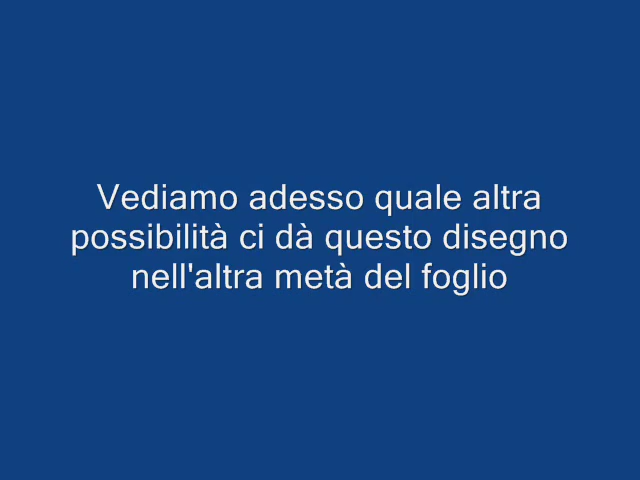 Vediamo adesso quale altra
possibilità ci dà questo disegno
nell'altra metà del foglio